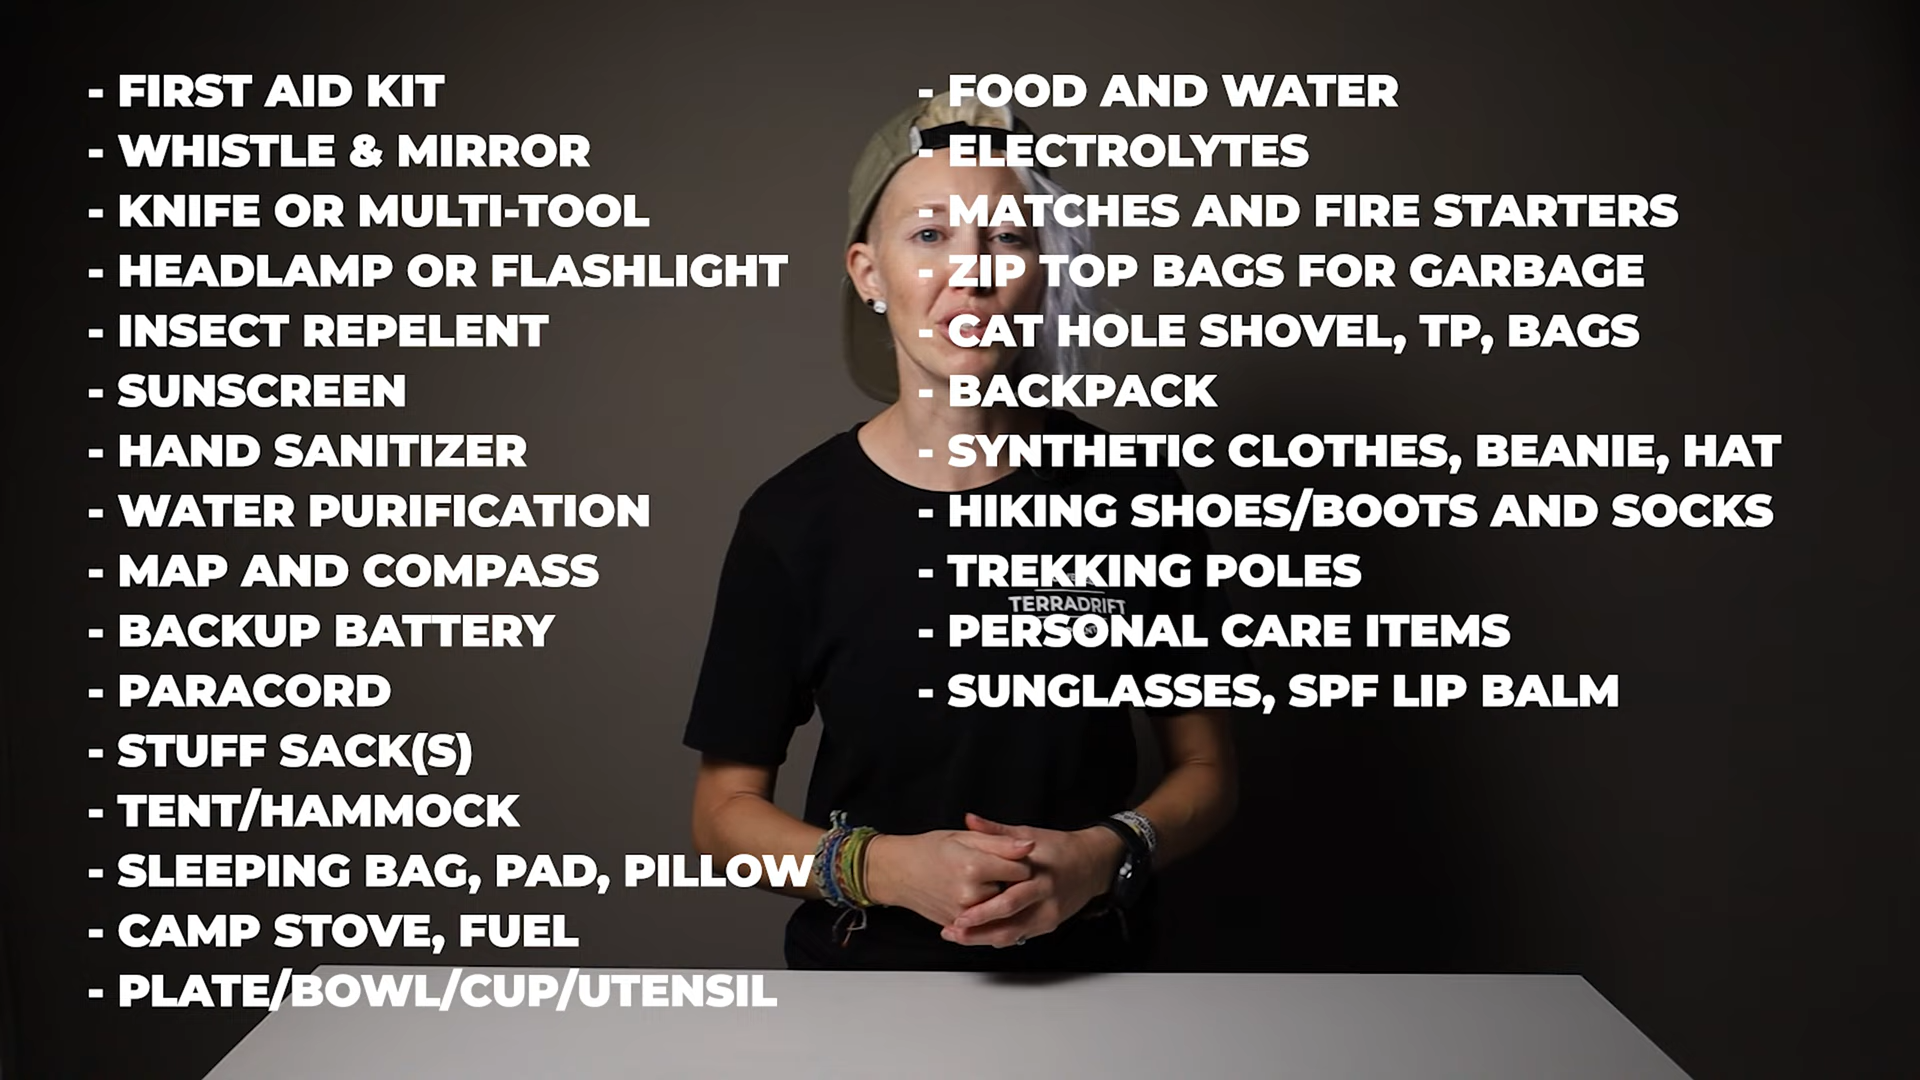 - FIRST AID KIT
- WHISTLE & MIRROR
- KNIFE OR MULTI-TOOL
- HEADLAMP OR FLASHLIGHT
- INSECT REPELENT
- SUNSCREEN
- HAND SANITIZER
- WATER PURIFICATION
- MAP AND COMPASS
- BACKUP BATTERY
- PARACORD
- STUFF SACK(S)
- TENT/HAMMOCK
- SLEEPING BAG, PAD, PILLOW
- CAMP STOVE, FUEL
- PLATE/BOWL/CUP/UTENSIL
- FOOD AND WATER
- ELECTROLYTES
- MATCHES AND FIRE STARTERS
- ZIP TOP BAGS FOR GARBAGE
- CAT HOLE SHOVEL, TP, BAGS
- BACKPACK
- SYNTHETIC CLOTHES, BEANIE, HAT
- HIKING SHOES/BOOTS AND SOCKS
- TREKKING POLES
- PERSONAL CARE ITEMS
- SUNGLASSES, SPF LIP BALM
TERRADRIFT